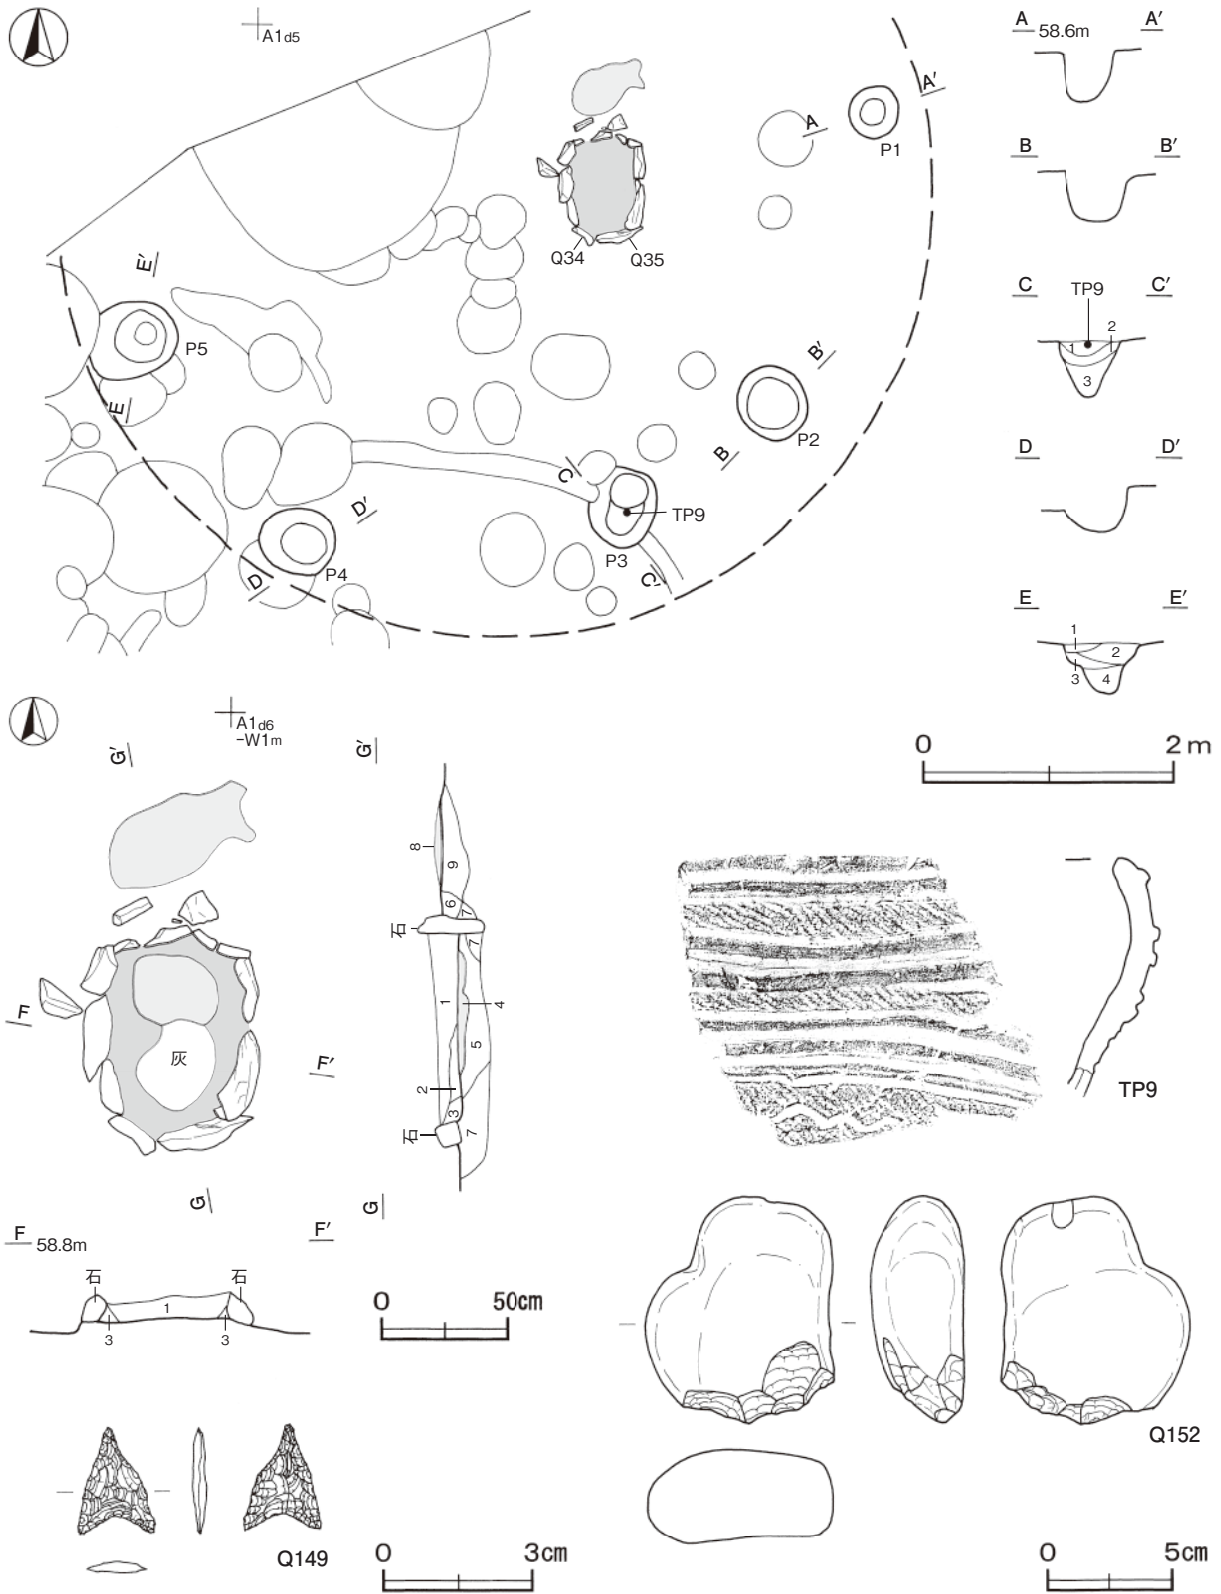 A1d5
A 58.6m A′
A′
A
P1
B B′
Q34 Q35
E′
C TP9 C′
1 2
3
P5
B′
E
P2
B
C
D D′
D′
TP9
P3
P4
D
C′
E E′
1 2
3 4
A1d6
-W1m
G′ G′
0 2m
8
9
6
7
石
7
F
1
4
灰
5
F′
2
3
石
7
TP9
G G
F 58.8m F′
石 石
1
3 3
0 50cm
Q152
Q149
0 3cm
0 5cm